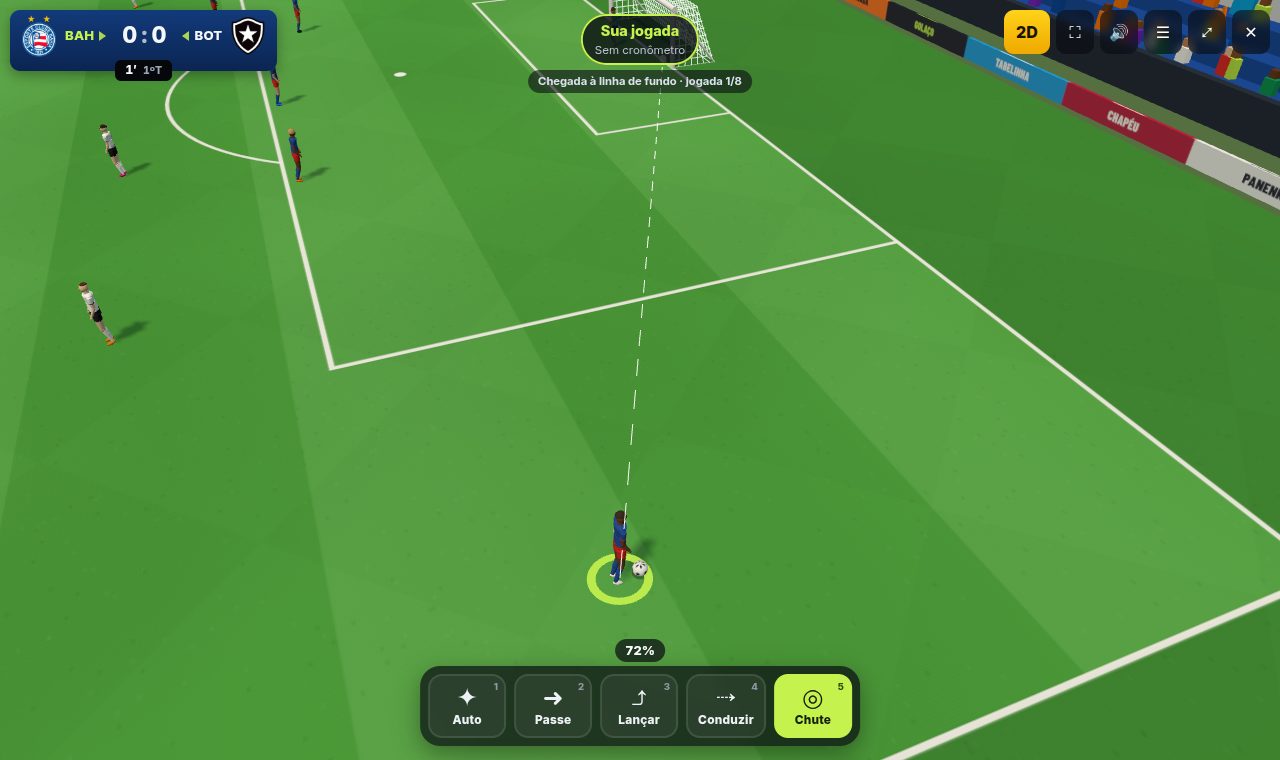 BAH 0:0 BOT
1' 1ºT
Sua jogada
Sem cronômetro
Chegada à linha de fundo · jogada 1/8
2D
GOLAÇO
TABELINHA
CHAPÉU
72%
1 2 3 4 5
Auto Passe Lançar Conduzir Chute